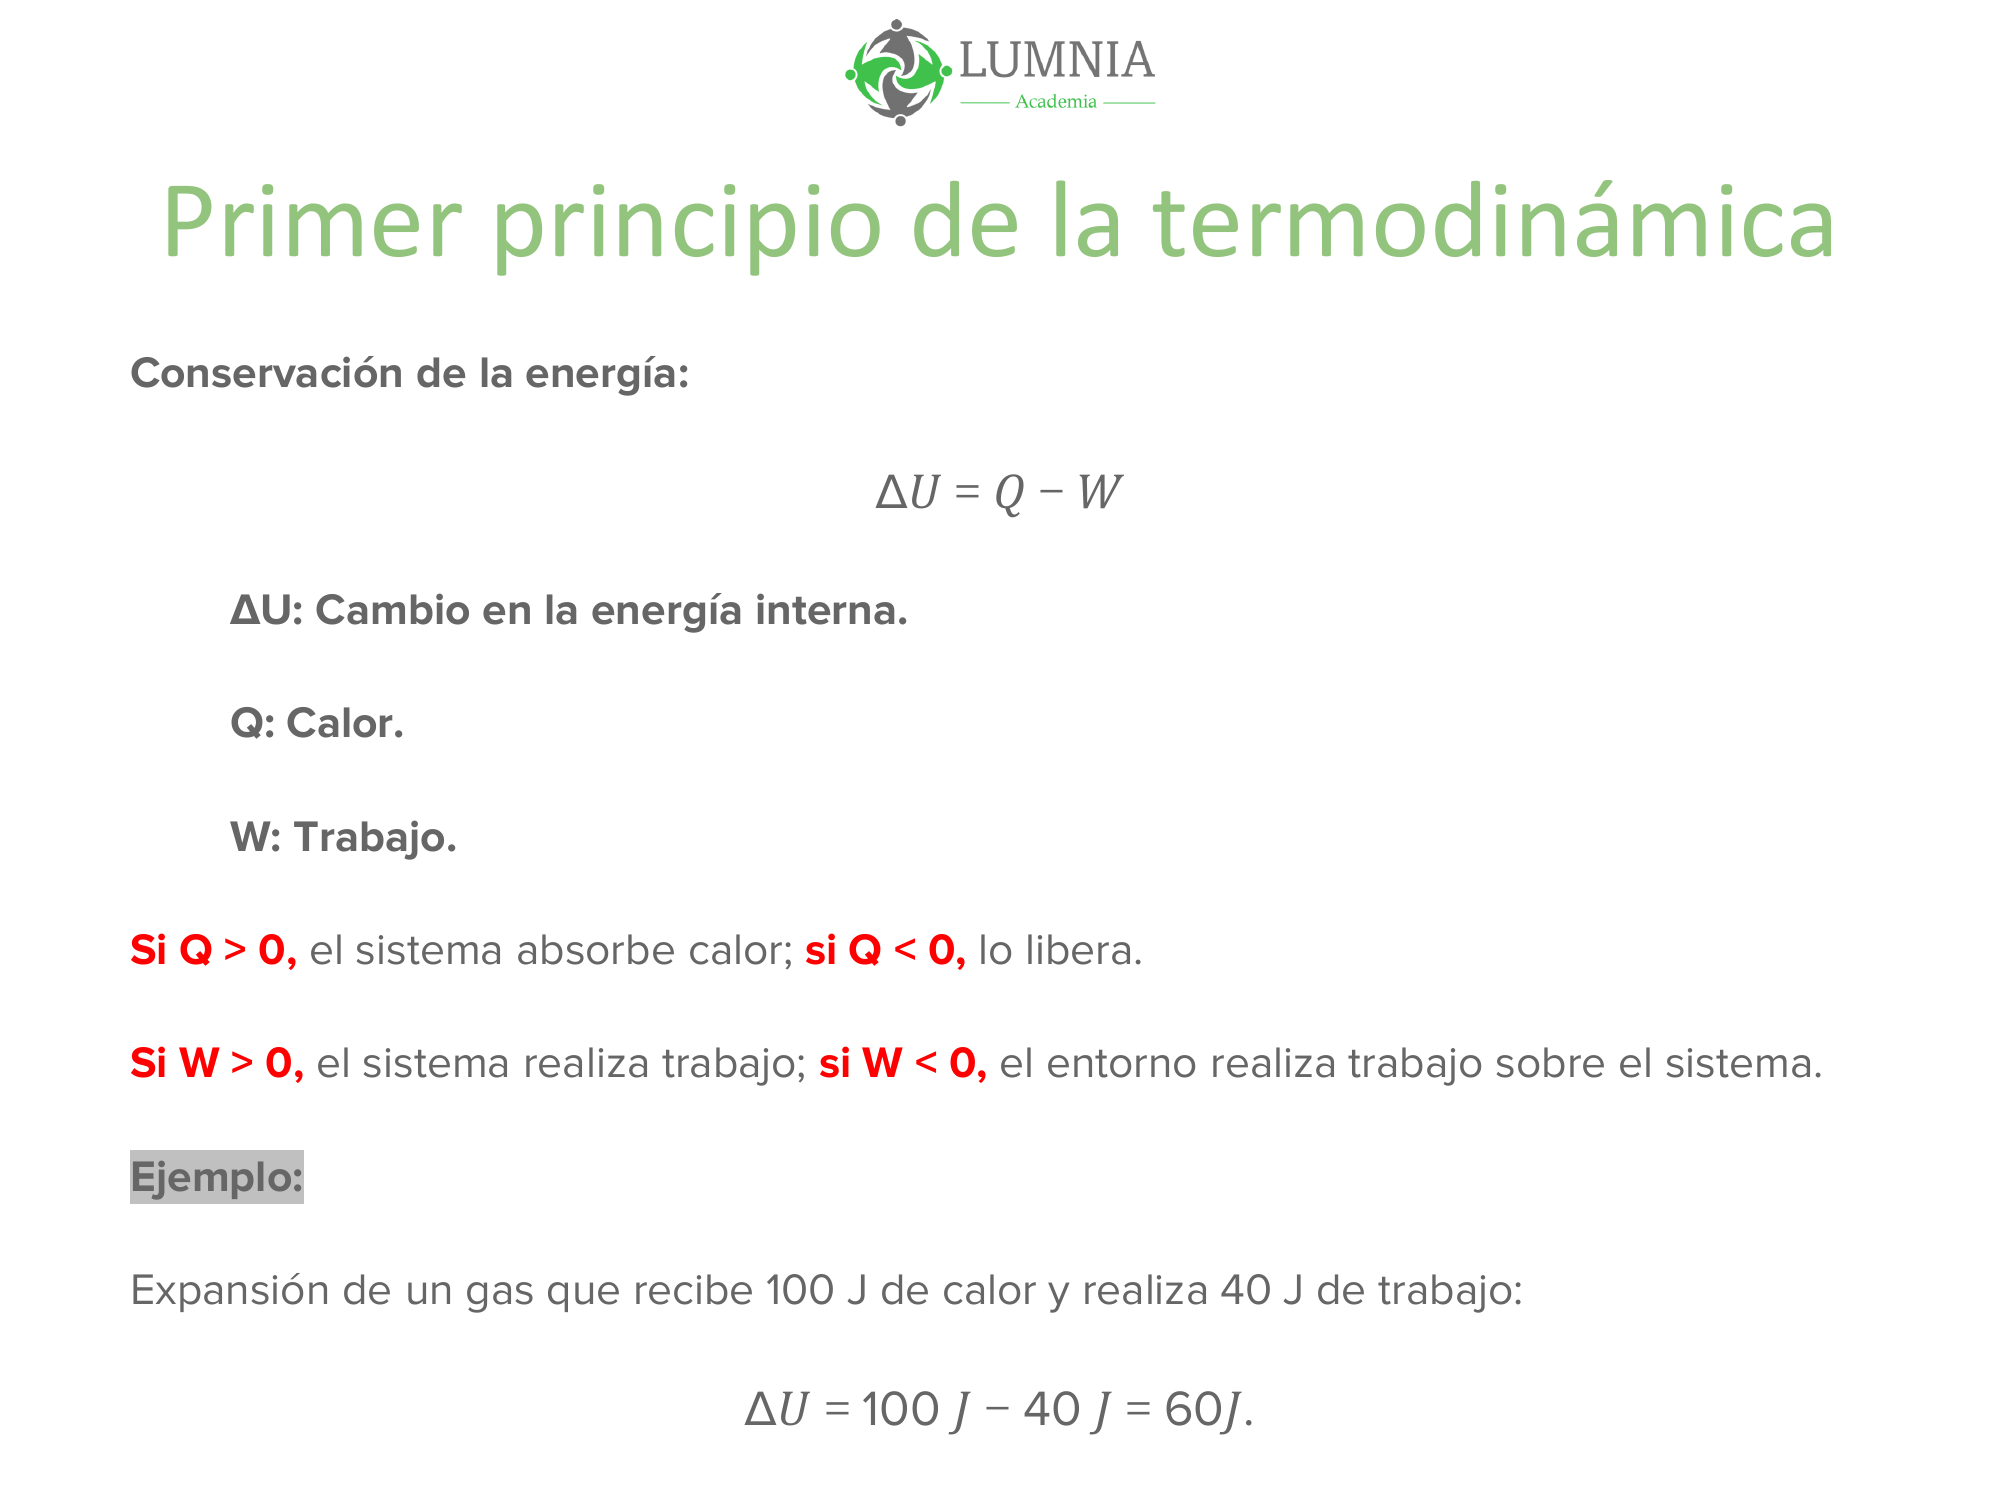 LUMNIA
Academia
Primer principio de la termodinámica
Conservación de la energía:
Δ𝑈 = 𝑄 − 𝑊
ΔU: Cambio en la energía interna.
Q: Calor.
W: Trabajo.
Si Q > 0, el sistema absorbe calor; si Q < 0, lo libera.
Si W > 0, el sistema realiza trabajo; si W < 0, el entorno realiza trabajo sobre el sistema.
Ejemplo:
Expansión de un gas que recibe 100 J de calor y realiza 40 J de trabajo:
Δ𝑈 = 100 𝐽 − 40 𝐽 = 60𝐽.